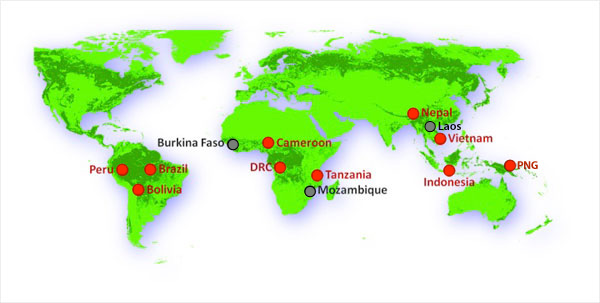 Nepal
Laos
Burkina Faso
Cameroon
Vietnam
Peru
Brazil
DRC
Tanzania
PNG
Indonesia
Bolivia
Mozambique